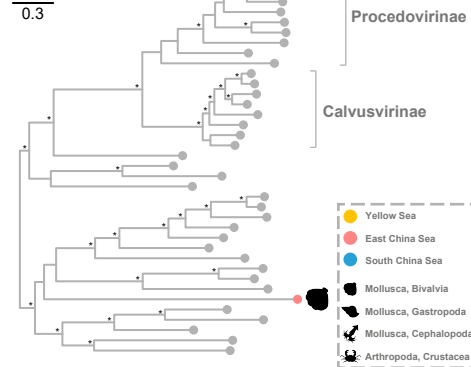 0.3
Procedovirinae
Calvusvirinae
Yellow Sea
East China Sea
South China Sea
Mollusca, Bivalvia
Mollusca, Gastropoda
Mollusca, Cephalopoda
Arthropoda, Crustacea